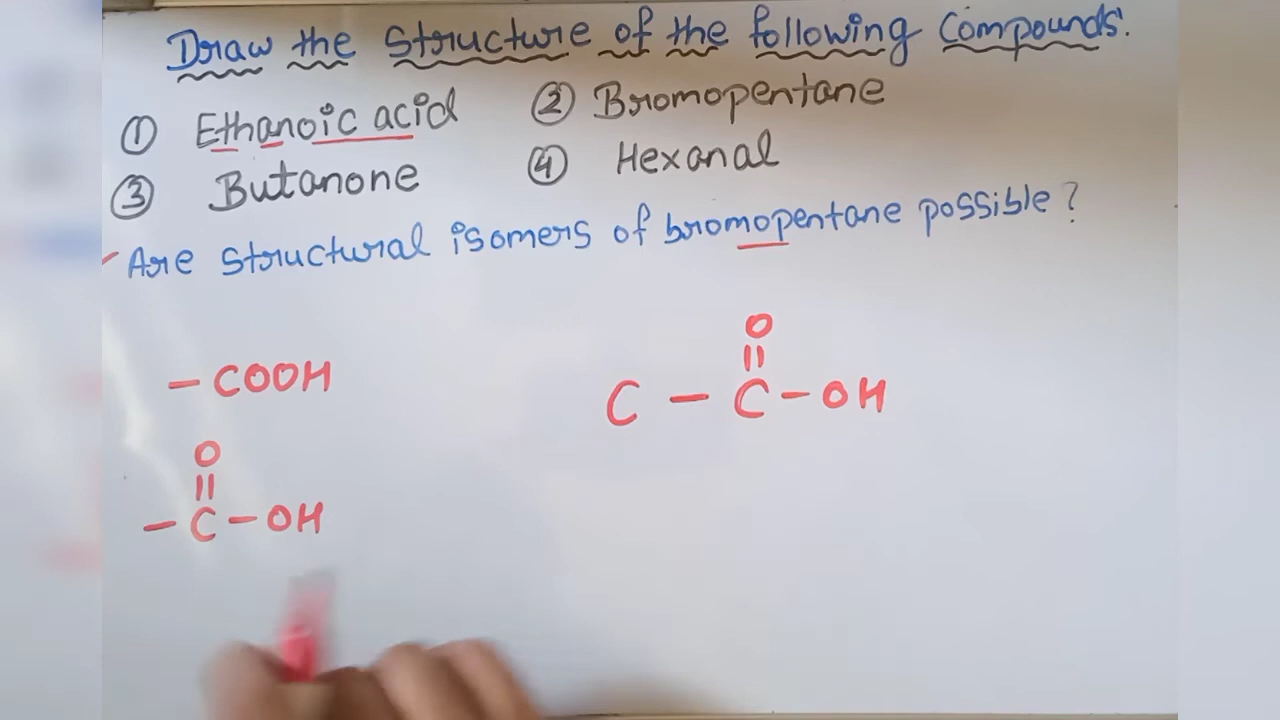 Draw the Structure of the following Compounds.
① Ethanoic acid ② Bromopentane
③ Butanone ④ Hexanal
Are Structural isomers of bromopentane possible?
O
||
- COOH C - C - OH
O
||
- C - OH